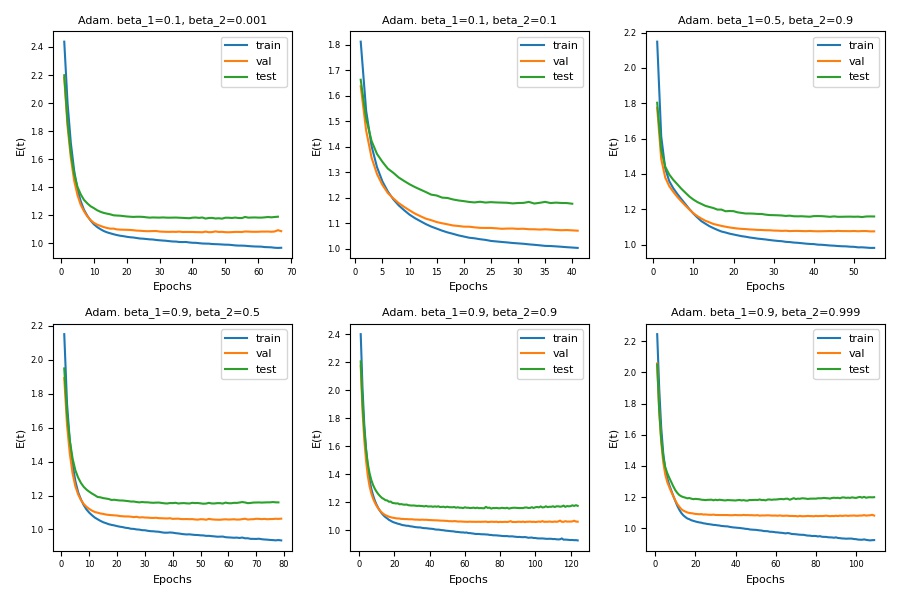 Adam. beta_1=0.1, beta_2=0.001
E(t)
2.4
2.2
2.0
1.8
1.6
1.4
1.2
1.0
train
val
test
0 10 20 30 40 50 60 70
Epochs
Adam. beta_1=0.1, beta_2=0.1
E(t)
1.8
1.7
1.6
1.5
1.4
1.3
1.2
1.1
1.0
train
val
test
0 5 10 15 20 25 30 35 40
Epochs
Adam. beta_1=0.5, beta_2=0.9
E(t)
2.2
2.0
1.8
1.6
1.4
1.2
1.0
train
val
test
0 10 20 30 40 50
Epochs
Adam. beta_1=0.9, beta_2=0.5
E(t)
2.2
2.0
1.8
1.6
1.4
1.2
1.0
train
val
test
0 10 20 30 40 50 60 70 80
Epochs
Adam. beta_1=0.9, beta_2=0.9
E(t)
2.4
2.2
2.0
1.8
1.6
1.4
1.2
1.0
train
val
test
0 20 40 60 80 100 120
Epochs
Adam. beta_1=0.9, beta_2=0.999
E(t)
2.2
2.0
1.8
1.6
1.4
1.2
1.0
train
val
test
0 20 40 60 80 100
Epochs